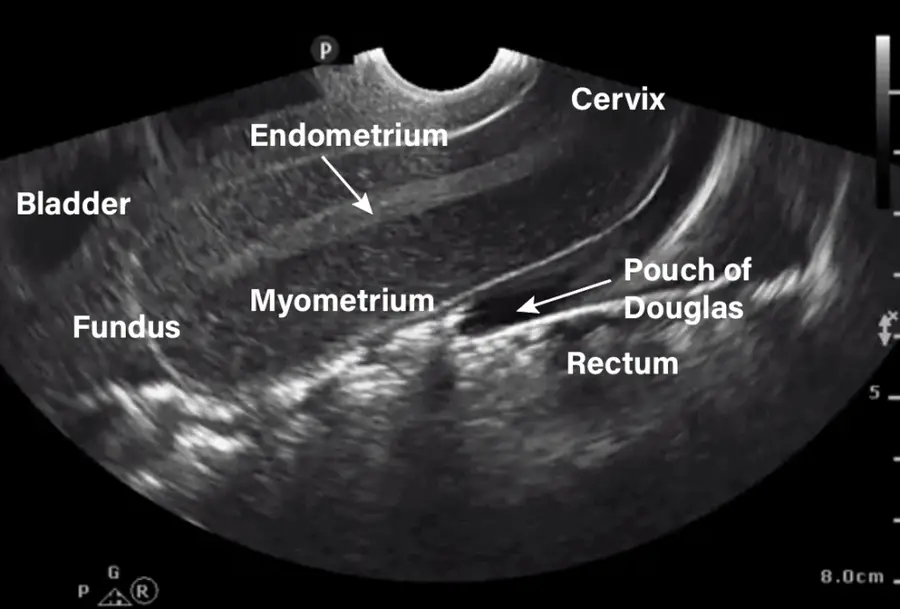 P
Cervix
Endometrium
Bladder
Pouch of
Douglas
Myometrium
Fundus
Rectum
5
G
P R
8.0cm